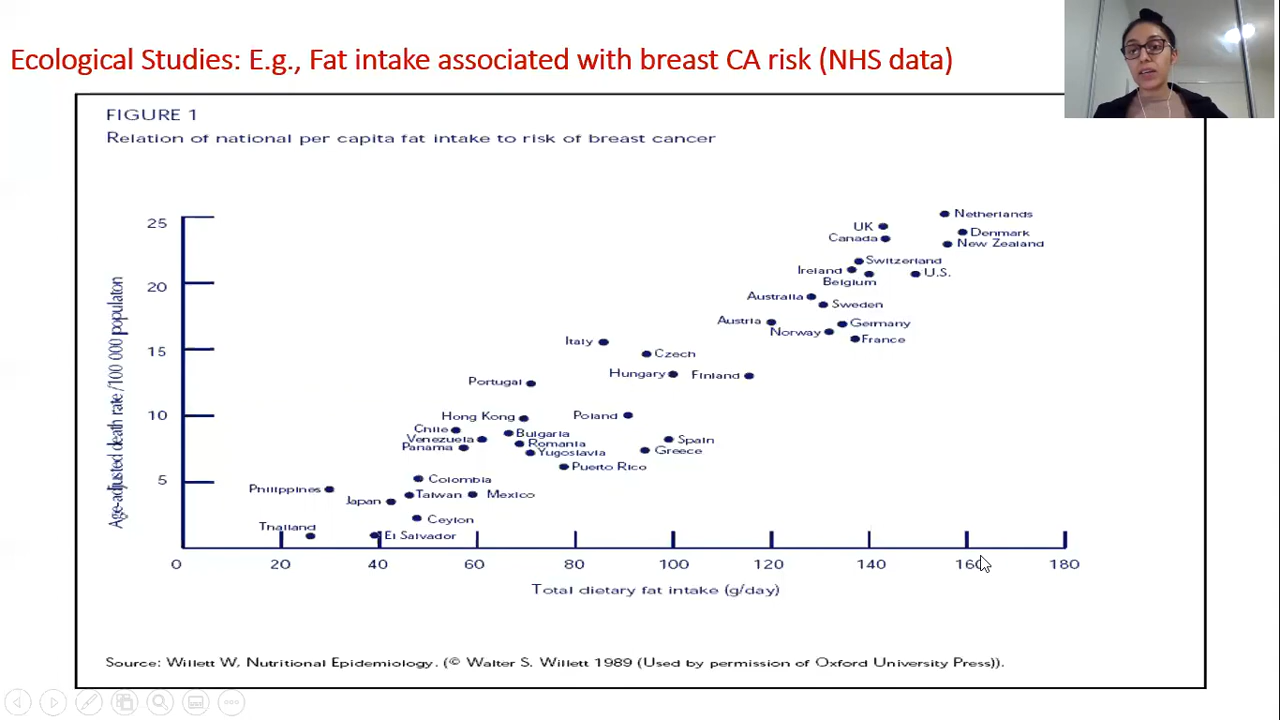 Ecological Studies: E.g., Fat intake associated with breast CA risk (NHS data)
FIGURE 1
Relation of national per capita fat intake to risk of breast cancer
Age-adjusted death rate /100 000 populaton
25
20
15
10
5
Netherlands
UK
Denmark
Canada
New Zealand
Switzerland
Ireland
U.S.
Belgium
Australia
Sweden
Austria
Germany
Norway
France
Italy
Czech
Hungary
Finland
Portugal
Hong Kong
Poland
Chile
Bulgaria
Venezuela
Spain
Romania
Panama
Greece
Yugoslavia
Puerto Rico
Colombia
Philippines
Taiwan
Mexico
Japan
Ceylon
Thailand
El Salvador
0 20 40 60 80 100 120 140 160 180
Total dietary fat intake (g/day)
Source: Willett W, Nutritional Epidemiology. (© Walter S. Willett 1989 (Used by permission of Oxford University Press)).